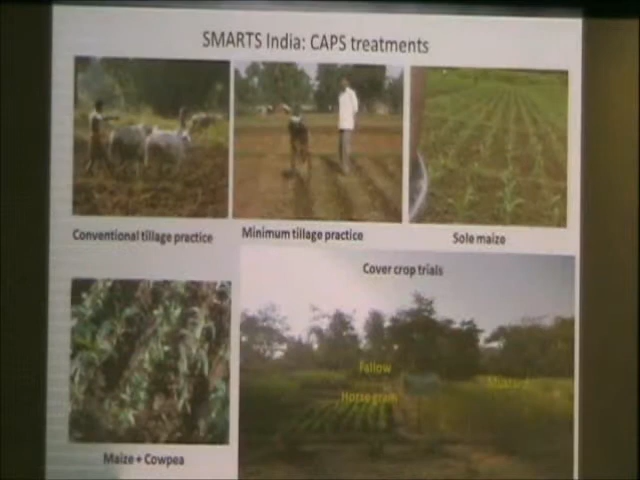 SMARTS India: CAPS treatments
Conventional tillage practice
Minimum tillage practice
Sole maize
Cover crop trials
Fallow
Mustard
Horse gram
Maize + Cowpea